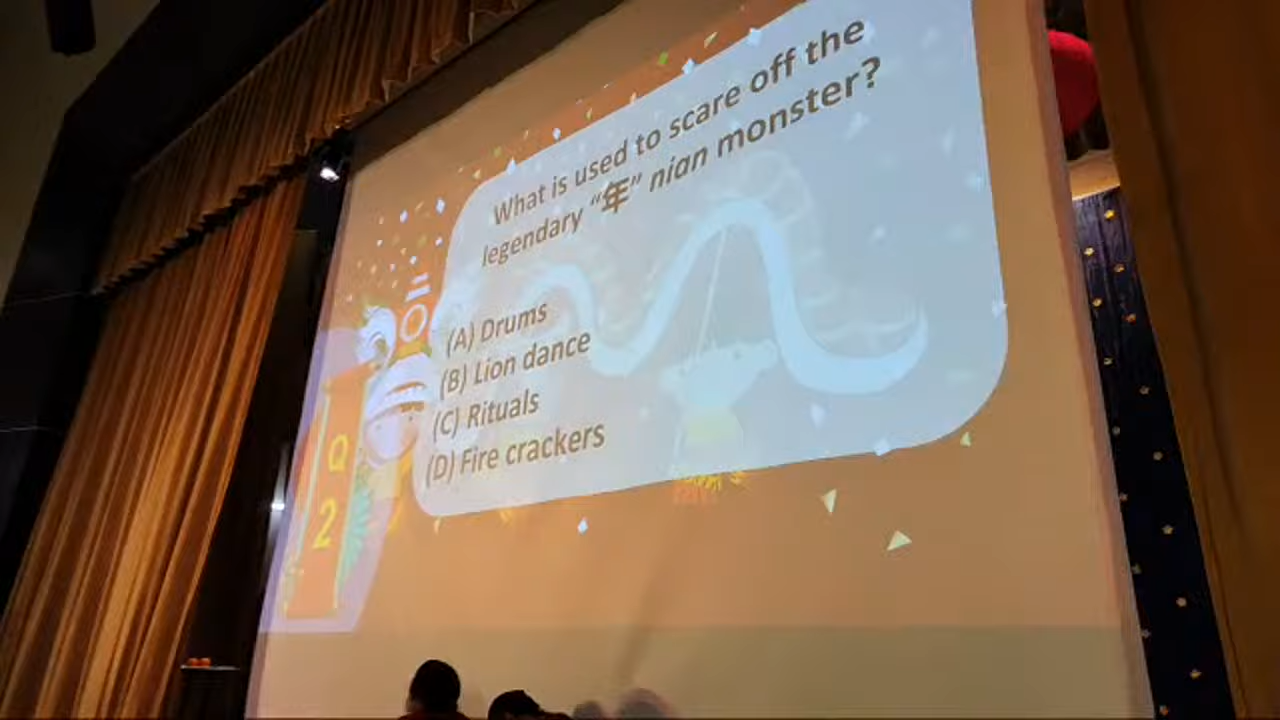 What is used to scare off the
legendary “年” nian monster?
(A) Drums
(B) Lion dance
(C) Rituals
(D) Fire crackers
Q
2